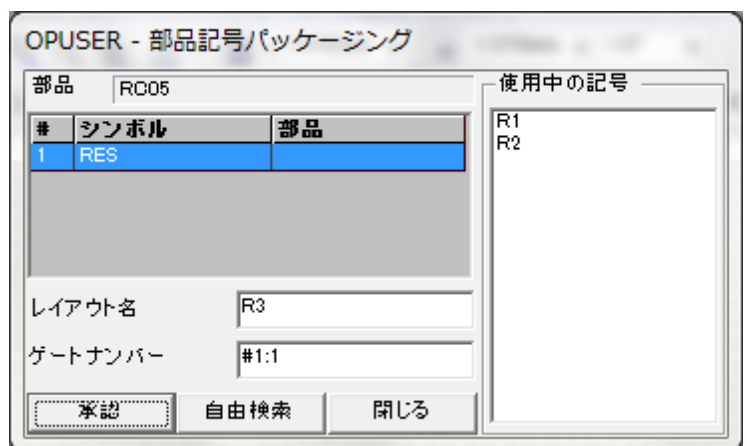 OPUSER - 部品記号パッケージング
部品 RC05
# シンボル 部品
1 RES
レイアウト名 R3
ゲートナンバー #1:1
承認 自由検索 閉じる
使用中の記号
R1
R2